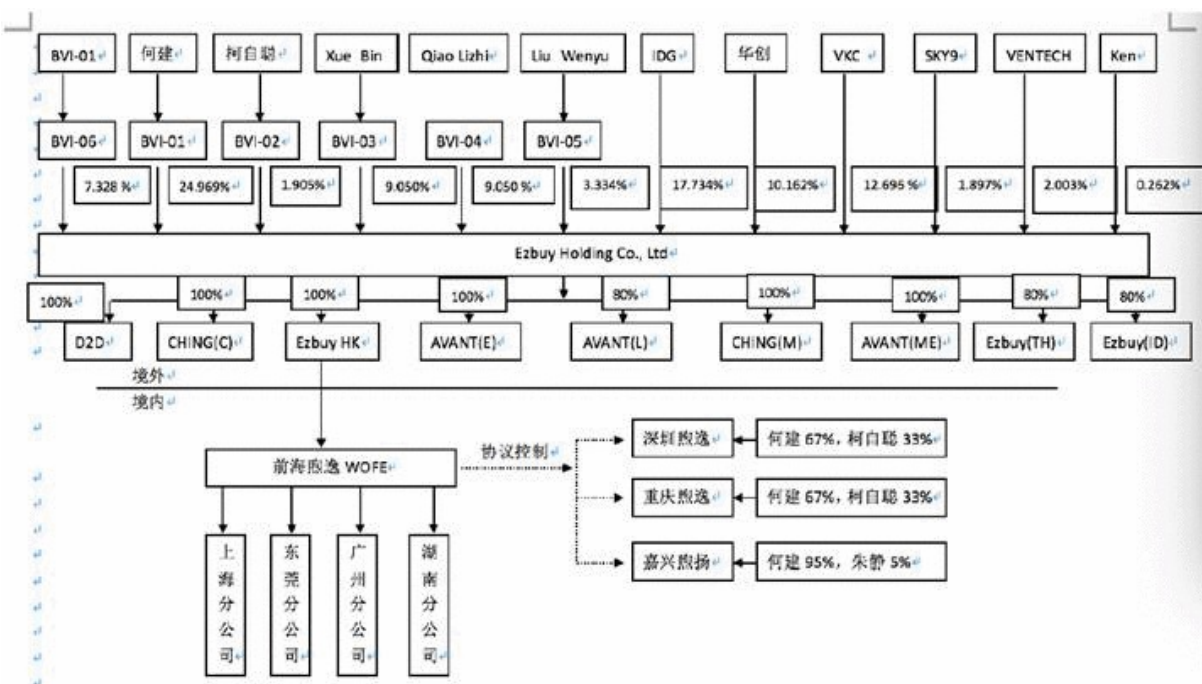 BVI-01 何建 柯自聪 Xue Bin Qiao Lizhi Liu Wenyu IDG 华创 VKC SKY9 VENTECH Ken
BVI-06 BVI-01 BVI-02 BVI-03 BVI-04 BVI-05
7.328 % 24.969% 1.905% 9.050% 9.050 % 3.334% 17.734% 10.162% 12.695 % 1.897% 2.003% 0.262%
Ezbuy Holding Co., Ltd
100% 100% 100% 100% 80% 100% 100% 80% 80%
D2D CHING(C) Ezbuy HK AVANT(E) AVANT(L) CHING(M) AVANT(ME) Ezbuy(TH) Ezbuy(ID)
境外
境内
前海煦逸 WOFE
协议控制
深圳煦逸 何建 67%，柯自聪 33%
重庆煦逸 何建 67%，柯自聪 33%
嘉兴煦扬 何建 95%，朱静 5%
上海分公司
东莞分公司
广州分公司
湖南分公司